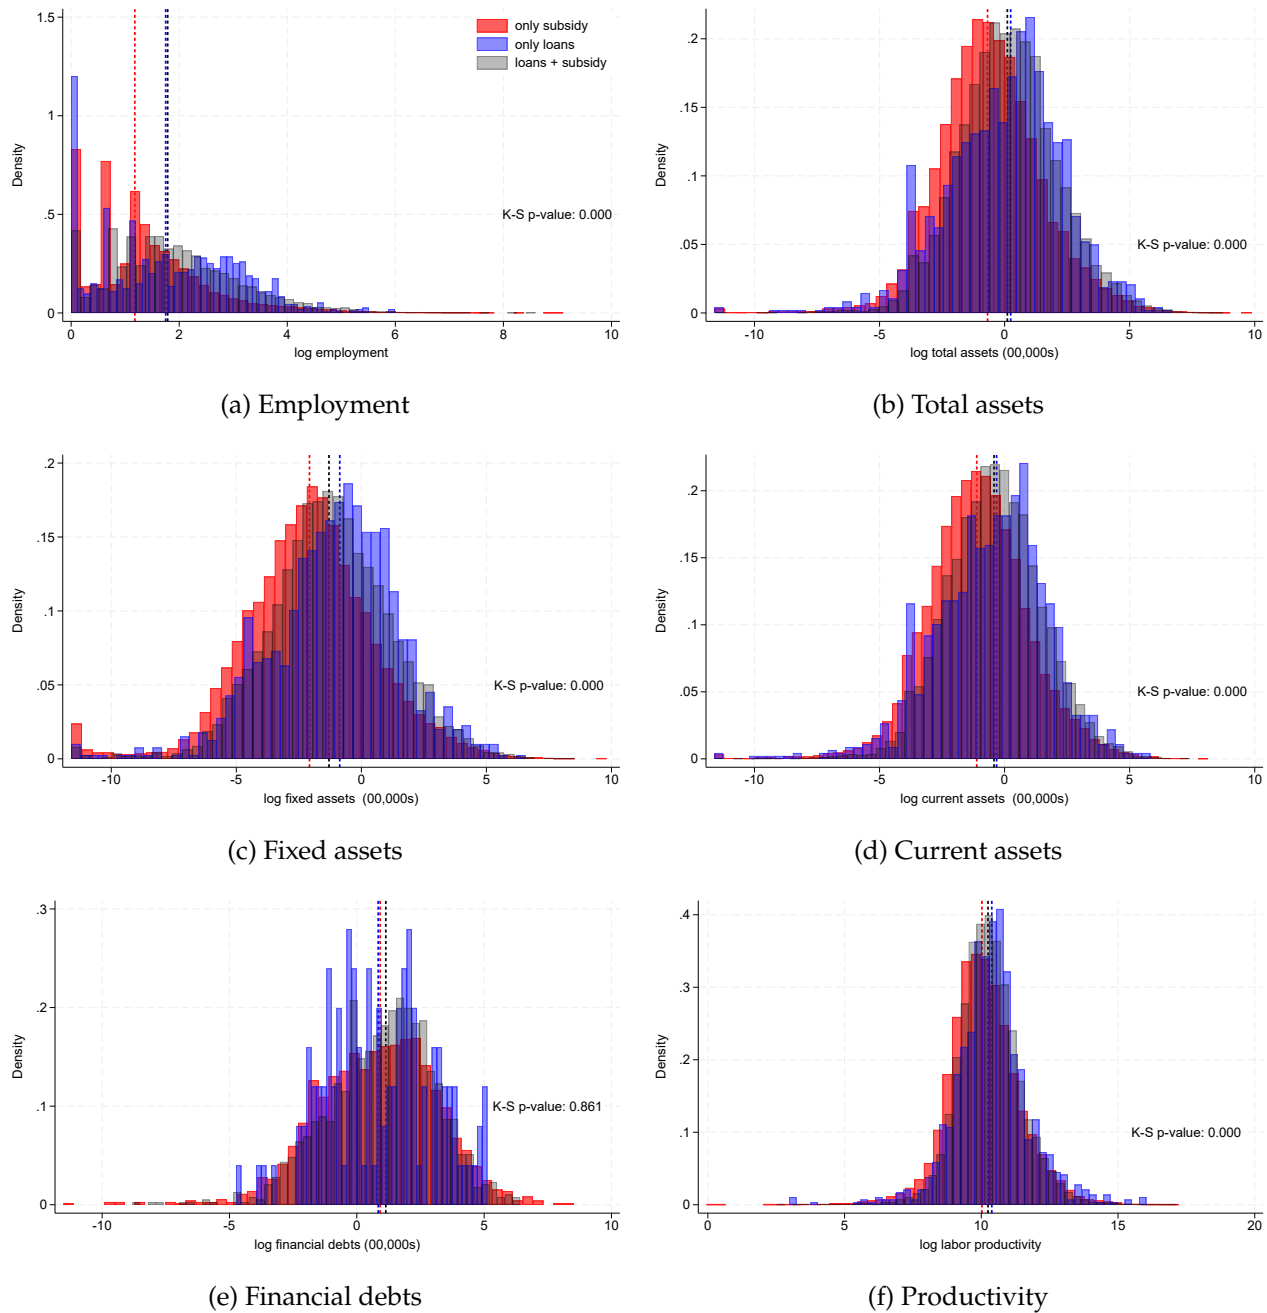 1.5
1
.5
0
Density
only subsidy
only loans
loans + subsidy
K-S p-value: 0.000
0 2 4 6 8 10
log employment
(a) Employment
.2
.15
.1
.05
0
Density
K-S p-value: 0.000
-10 -5 0 5 10
log total assets (00,000s)
(b) Total assets
.2
.15
.1
.05
0
Density
K-S p-value: 0.000
-10 -5 0 5 10
log fixed assets (00,000s)
(c) Fixed assets
.2
.15
.1
.05
0
Density
K-S p-value: 0.000
-10 -5 0 5 10
log current assets (00,000s)
(d) Current assets
.3
.2
.1
0
Density
K-S p-value: 0.861
-10 -5 0 5 10
log financial debts (00,000s)
(e) Financial debts
.4
.3
.2
.1
0
Density
K-S p-value: 0.000
0 5 10 15 20
log labor productivity
(f) Productivity